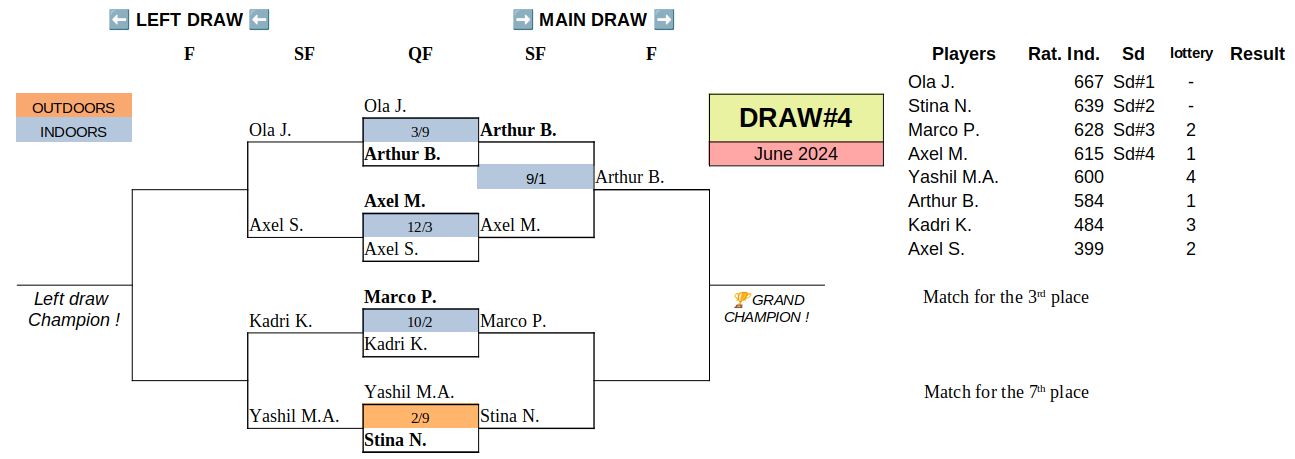 ⬅ LEFT DRAW ⬅ ➡ MAIN DRAW ➡
F SF QF SF F
Players Rat. Ind. Sd lottery Result
Ola J. 667 Sd#1 -
Stina N. 639 Sd#2 -
Marco P. 628 Sd#3 2
Axel M. 615 Sd#4 1
Yashil M.A. 600 4
Arthur B. 584 1
Kadri K. 484 3
Axel S. 399 2
OUTDOORS
INDOORS
DRAW#4
June 2024
Ola J.
Ola J. 3/9 Arthur B.
Arthur B.
9/1 Arthur B.
Axel M.
Axel S. 12/3 Axel M.
Axel S.
Left draw
Champion !
🏆GRAND
CHAMPION !
Marco P.
Kadri K. 10/2 Marco P.
Kadri K.
Yashil M.A.
Yashil M.A. 2/9 Stina N.
Stina N.
Match for the 3rd place
Match for the 7th place